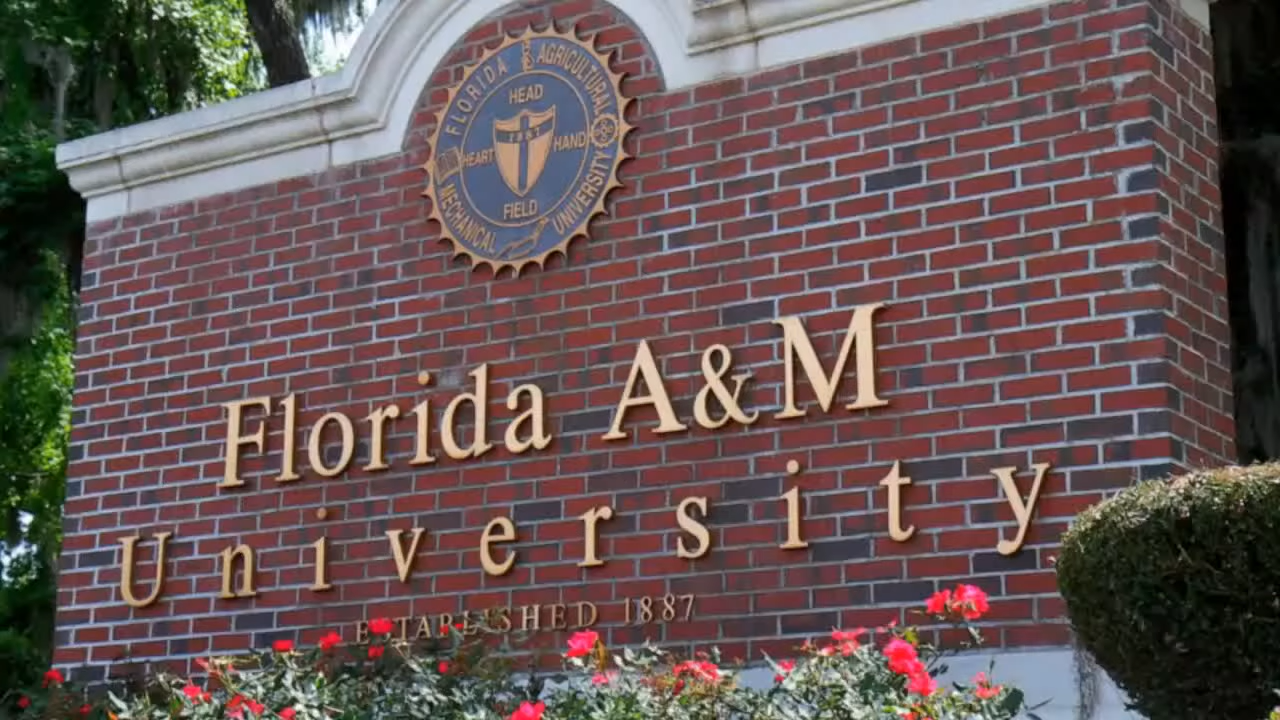 FLORIDA & AGRICULTURAL
MECHANICAL UNIVERSITY
HEAD
1887
HEART HAND
FIELD
Florida A&M
University
ESTABLISHED 1887